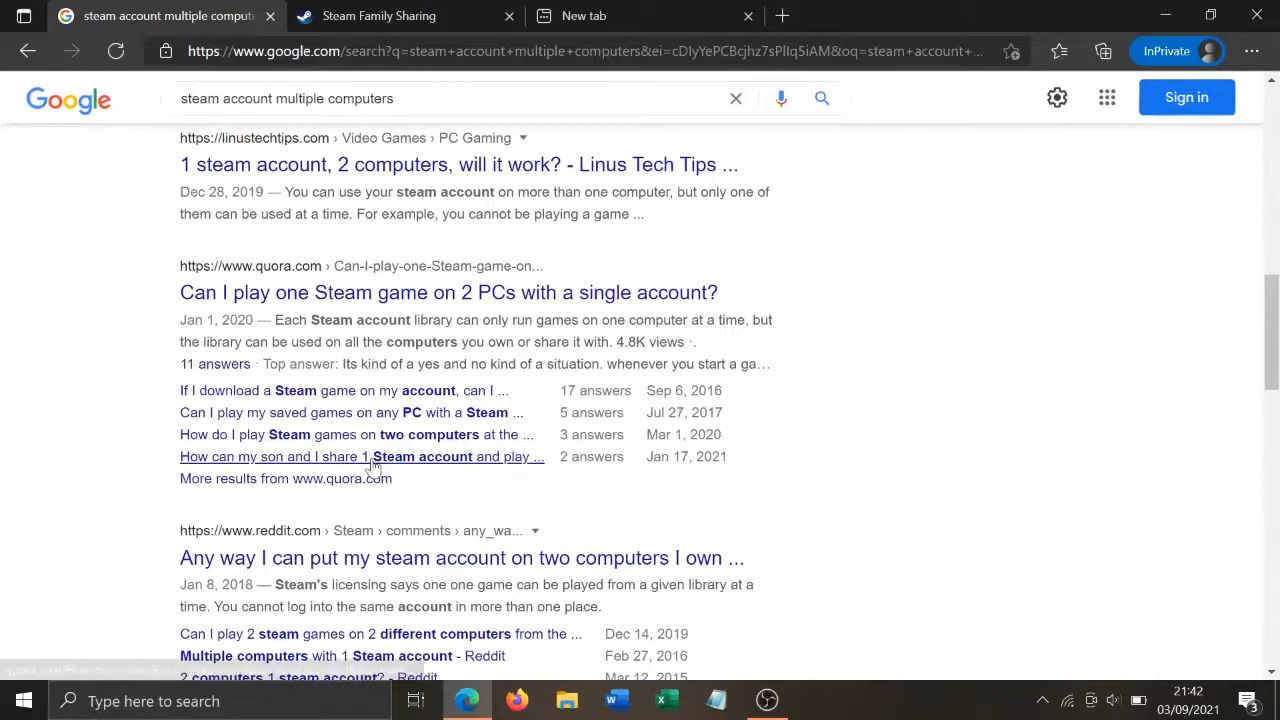 steam account multiple compute
Steam Family Sharing
New tab
https://www.google.com/search?q=steam+account+multiple+computers&ei=cDIyYePCBcjhz7sPlIq5iAM&oq=steam+account+...
InPrivate
Google
steam account multiple computers
Sign in
https://linustechtips.com › Video Games › PC Gaming
1 steam account, 2 computers, will it work? - Linus Tech Tips ...
Dec 28, 2019 — You can use your steam account on more than one computer, but only one of
them can be used at a time. For example, you cannot be playing a game ...
https://www.quora.com › Can-I-play-one-Steam-game-on...
Can I play one Steam game on 2 PCs with a single account?
Jan 1, 2020 — Each Steam account library can only run games on one computer at a time, but
the library can be used on all the computers you own or share it with. 4.8K views ·.
11 answers · Top answer: Its kind of a yes and no kind of a situation. whenever you start a ga…
If I download a Steam game on my account, can I ... 17 answers Sep 6, 2016
Can I play my saved games on any PC with a Steam ... 5 answers Jul 27, 2017
How do I play Steam games on two computers at the ... 3 answers Mar 1, 2020
How can my son and I share 1 Steam account and play ... 2 answers Jan 17, 2021
More results from www.quora.com
https://www.reddit.com › Steam › comments › any_wa...
Any way I can put my steam account on two computers I own ...
Jan 8, 2018 — Steam's licensing says one one game can be played from a given library at a
time. You cannot log into the same account in more than one place.
Can I play 2 steam games on 2 different computers from the ... Dec 14, 2019
Multiple computers with 1 Steam account - Reddit Feb 27, 2016
2 computers 1 steam account? - Reddit Mar 12, 2015
Type here to search
21:42
03/09/2021
3